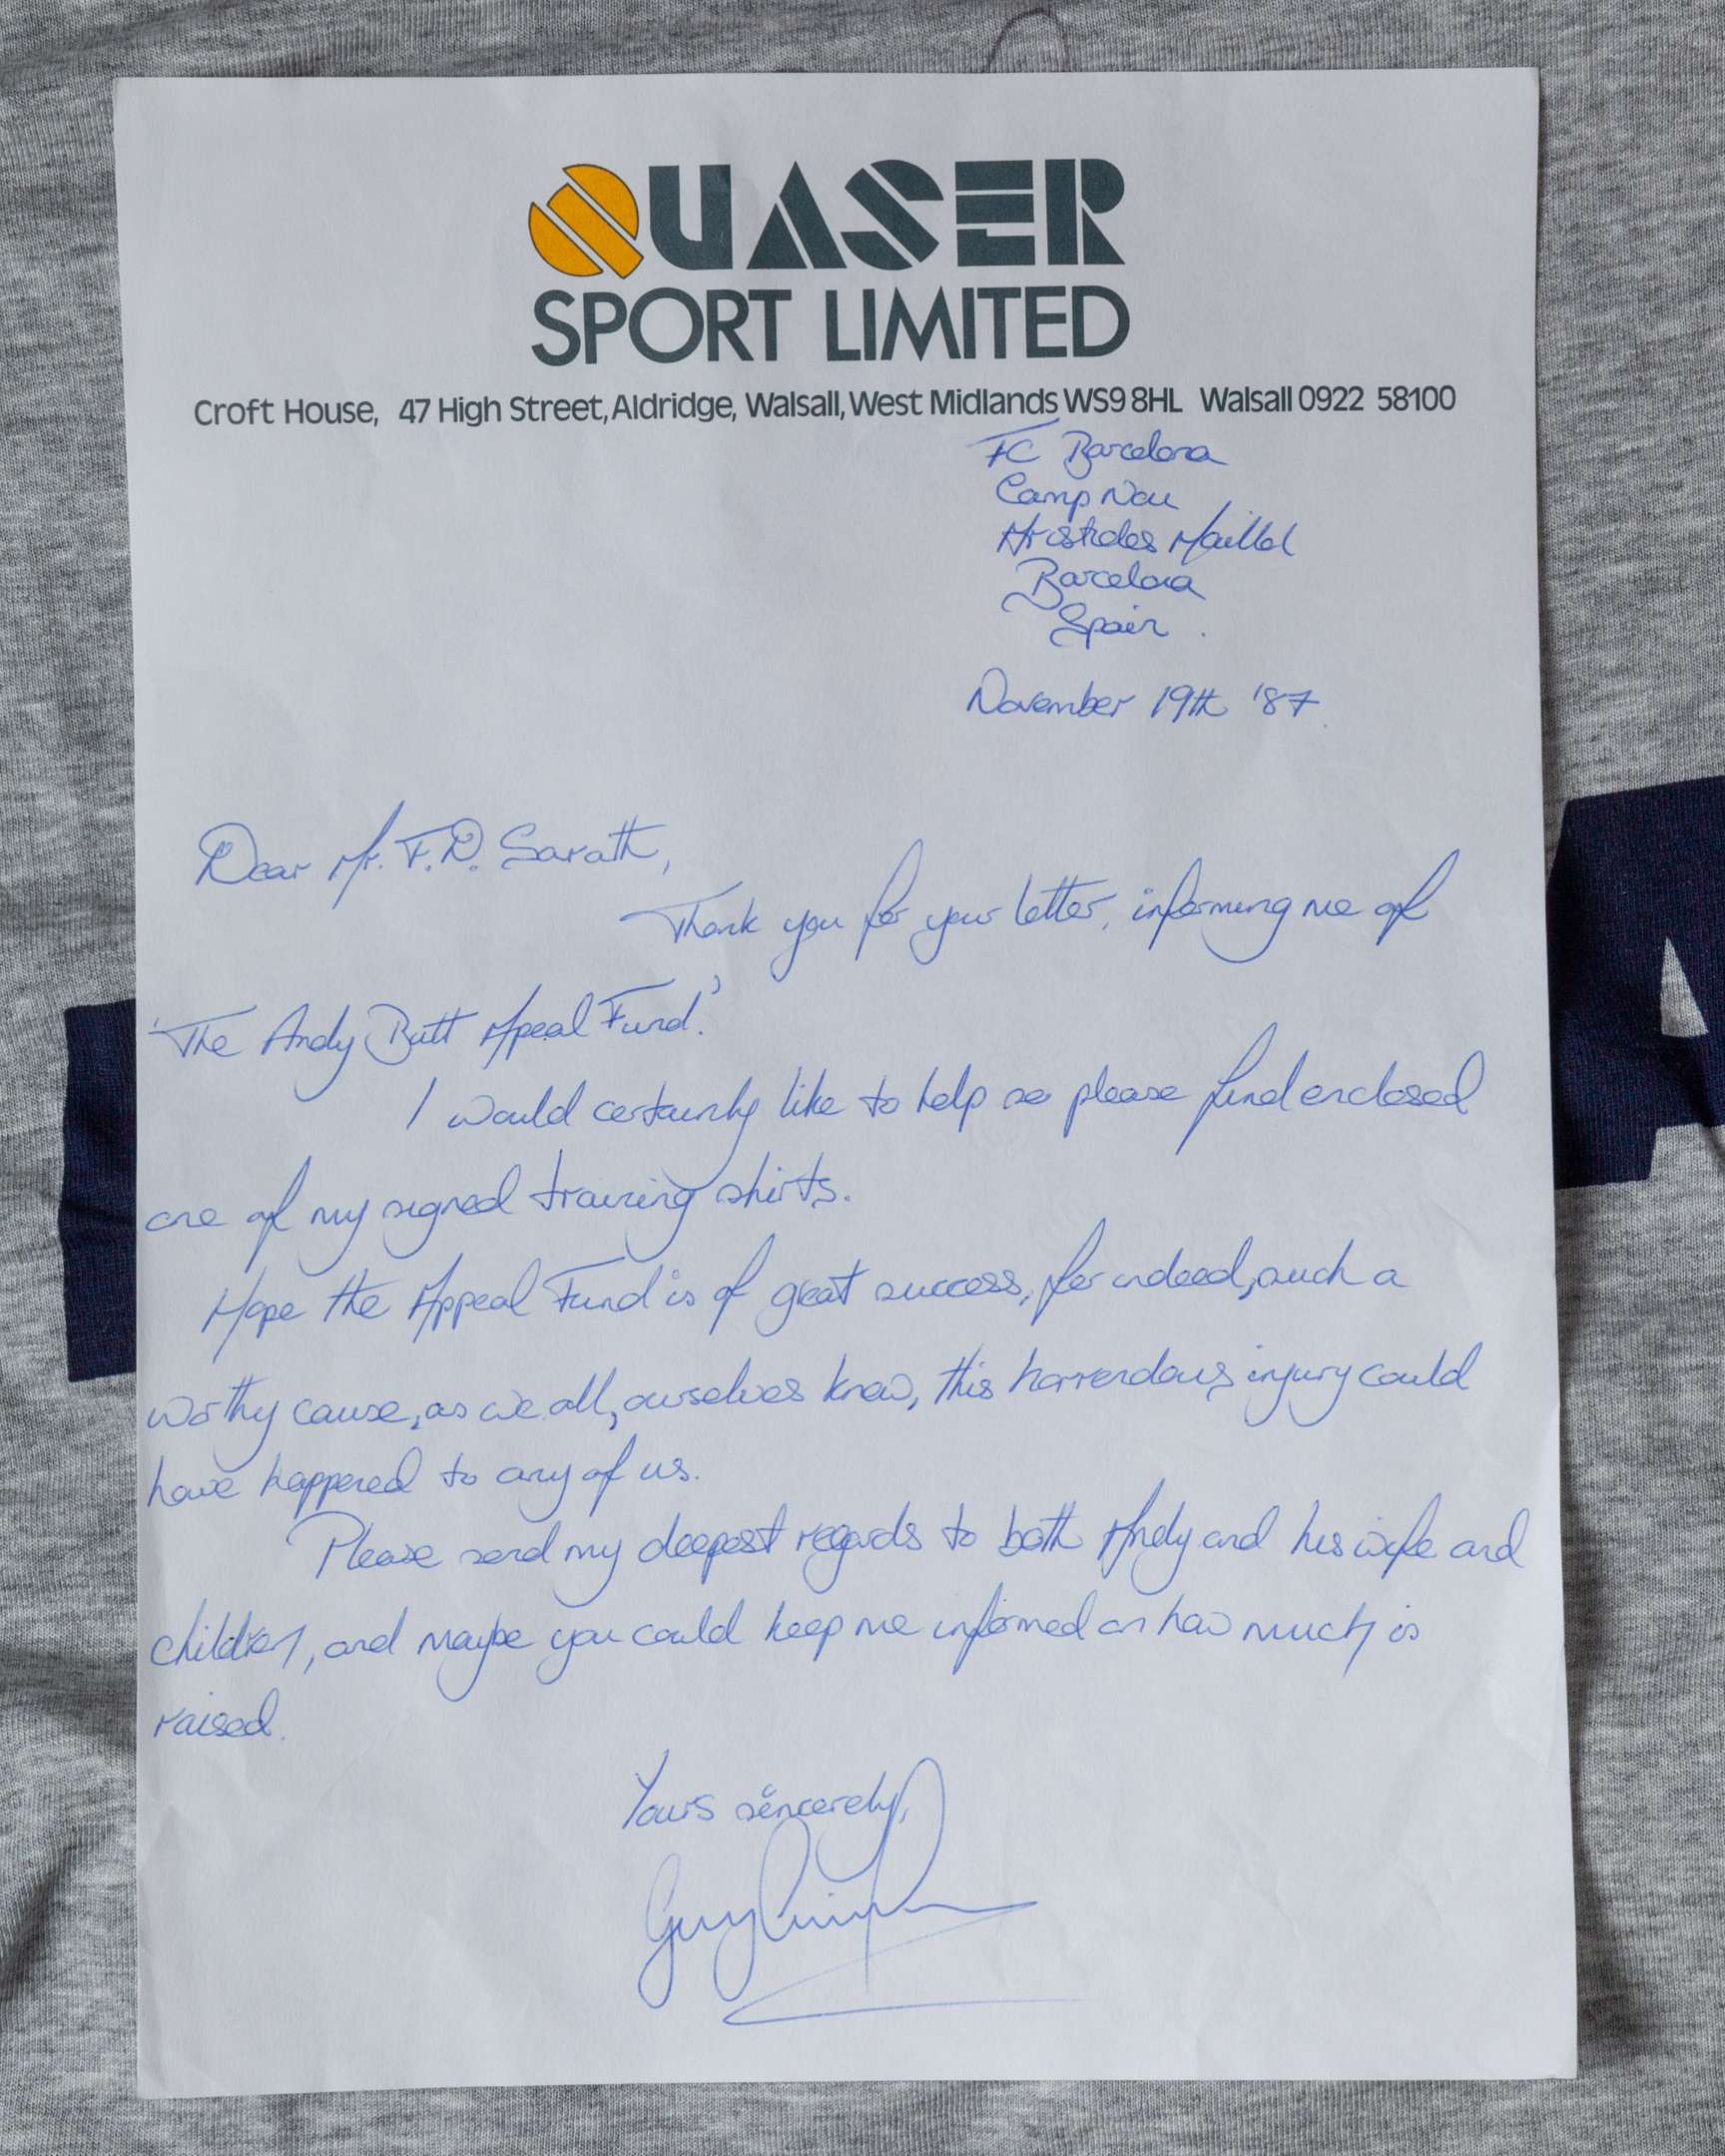 QUASER
SPORT LIMITED
Croft House, 47 High Street, Aldridge, Walsall, West Midlands WS9 8HL Walsall 0922 58100
FC Barcelona
Camp Nou
Aristides Maillol
Barcelona
Spain.
November 19th '87
Dear Mr. F.D. Sarath,
Thank you for your letter, informing me of
'The Andy Butt Apeal Fund.'
I would certainly like to help so please find enclosed
one of my signed training shirts.
Hope the Appeal Fund is of great success, for indeed, such a
worthy cause, as we all, ourselves know, this horrendous injury could
have happened to any of us.
Please send my deepest regards to both Andy and his wife and
children, and maybe you could keep me informed on how much is
raised.
Yours sincerely,